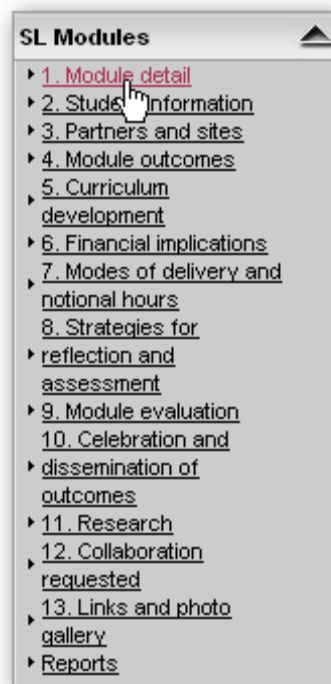 SL Modules
1. Module detail
2. Student Information
3. Partners and sites
4. Module outcomes
5. Curriculum
development
6. Financial implications
7. Modes of delivery and
notional hours
8. Strategies for
reflection and
assessment
9. Module evaluation
10. Celebration and
dissemination of
outcomes
11. Research
12. Collaboration
requested
13. Links and photo
gallery
Reports